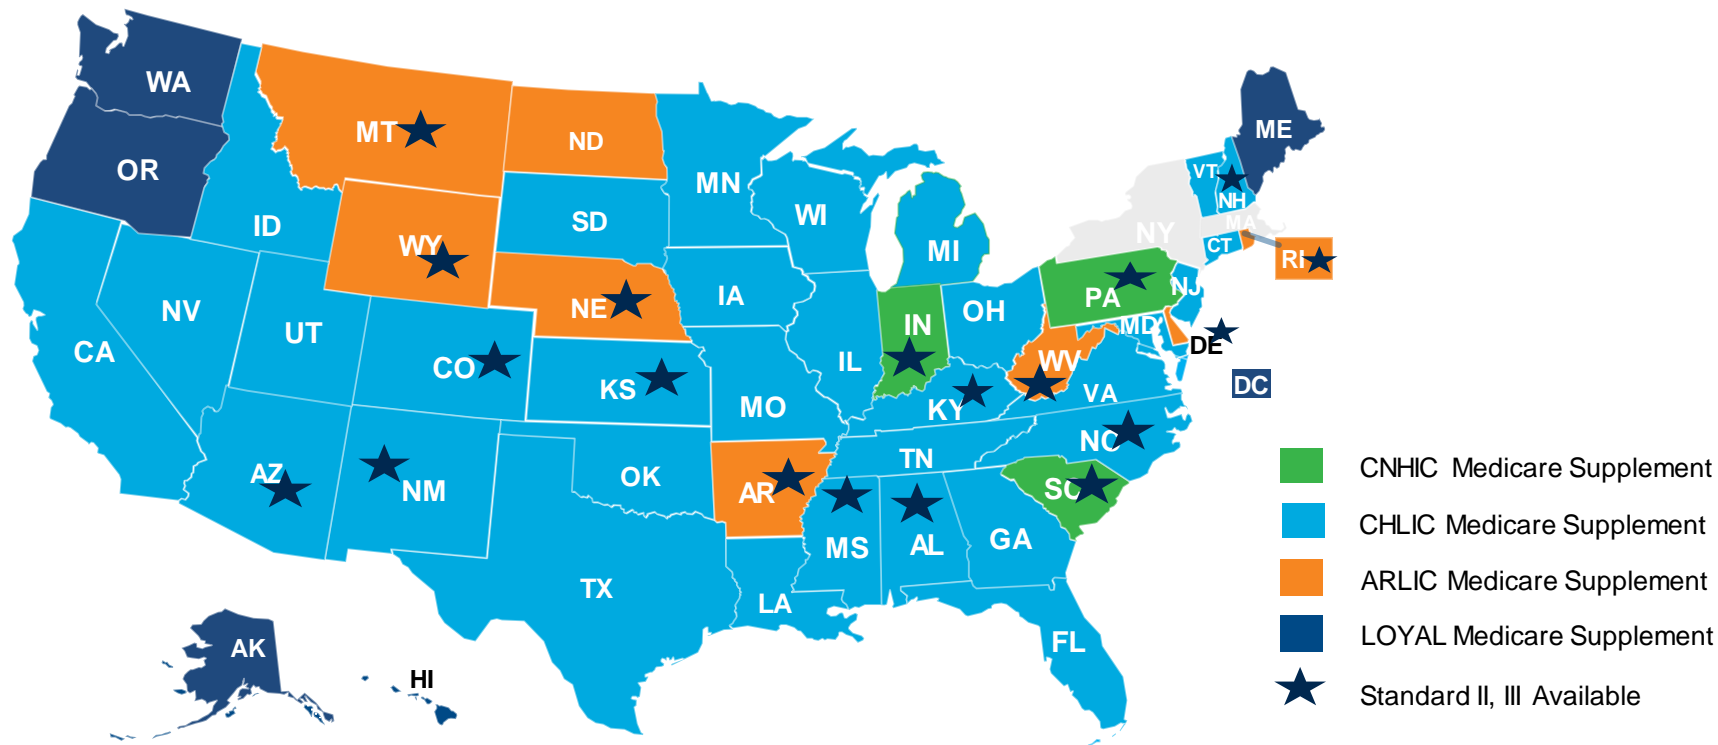 WA
ME
MT
ND
OR
VT
MN
NH
WI
SD
ID
MA
NY
WY
CT
MI
RI
NJ
IA
PA
NE
NV
OH
IN
MD
UT
DE
CA
IL
WV
CO
DC
KS
VA
MO
KY
NC
TN
CNHIC Medicare Supplement
AZ
OK
NM
AR
SC
CHLIC Medicare Supplement
GA
AL
MS
ARLIC Medicare Supplement
TX
LA
LOYAL Medicare Supplement
FL
AK
HI
Standard II, III Available